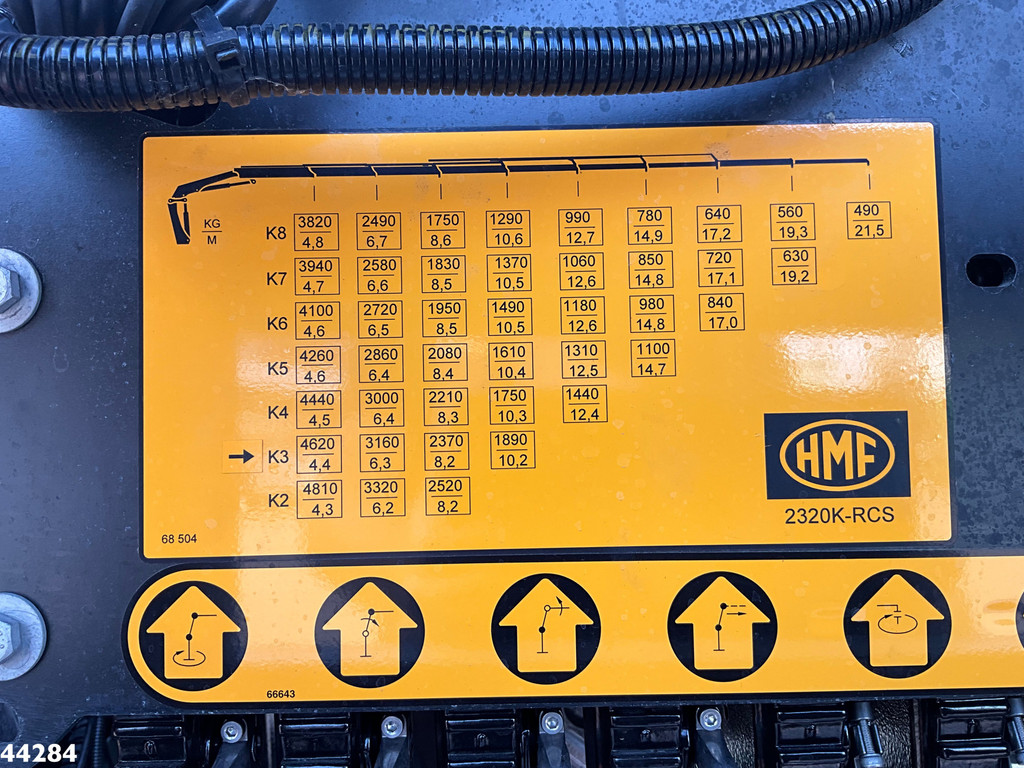 KG
M
K8 3820 2490 1750 1290 990 780 640 560 490
4,8 6,7 8,6 10,6 12,7 14,9 17,2 19,3 21,5
K7 3940 2580 1830 1370 1060 850 720 630
4,7 6,6 8,5 10,5 12,6 14,8 17,1 19,2
K6 4100 2720 1950 1490 1180 980 840
4,6 6,5 8,5 10,5 12,6 14,8 17,0
K5 4260 2860 2080 1610 1310 1100
4,6 6,4 8,4 10,4 12,5 14,7
K4 4440 3000 2210 1750 1440
4,5 6,4 8,3 10,3 12,4
K3 4620 3160 2370 1890
4,4 6,3 8,2 10,2
K2 4810 3320 2520
4,3 6,2 8,2
HMF
2320K-RCS
68 504
T
66643
44284